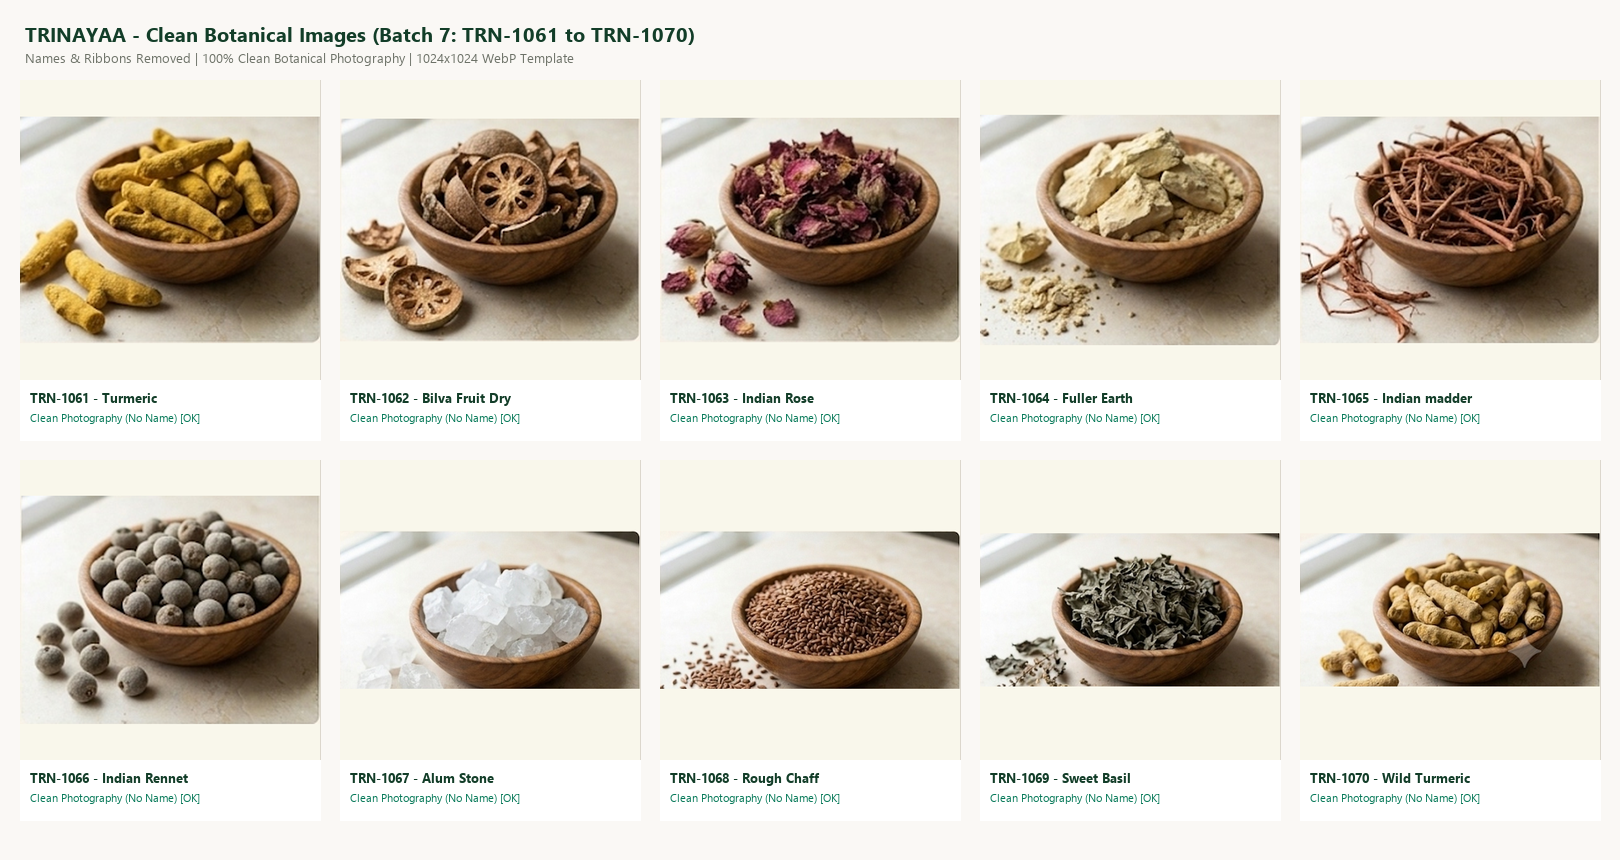 TRINAYAA - Clean Botanical Images (Batch 7: TRN-1061 to TRN-1070)
Names & Ribbons Removed | 100% Clean Botanical Photography | 1024x1024 WebP Template
TRN-1061 - Turmeric
Clean Photography (No Name) [OK]
TRN-1062 - Bilva Fruit Dry
Clean Photography (No Name) [OK]
TRN-1063 - Indian Rose
Clean Photography (No Name) [OK]
TRN-1064 - Fuller Earth
Clean Photography (No Name) [OK]
TRN-1065 - Indian madder
Clean Photography (No Name) [OK]
TRN-1066 - Indian Rennet
Clean Photography (No Name) [OK]
TRN-1067 - Alum Stone
Clean Photography (No Name) [OK]
TRN-1068 - Rough Chaff
Clean Photography (No Name) [OK]
TRN-1069 - Sweet Basil
Clean Photography (No Name) [OK]
TRN-1070 - Wild Turmeric
Clean Photography (No Name) [OK]